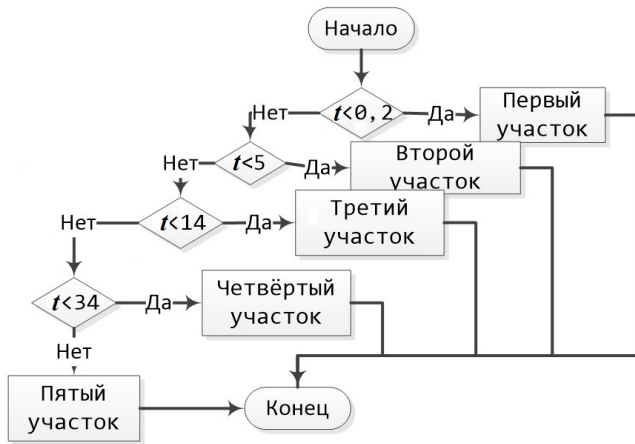 Начало
t<0,2
Нет
Да
Первый
участок
t<5
Нет
Да
Второй
участок
t<14
Нет
Да
Третий
участок
t<34
Да
Четвёртый
участок
Нет
Пятый
участок
Конец